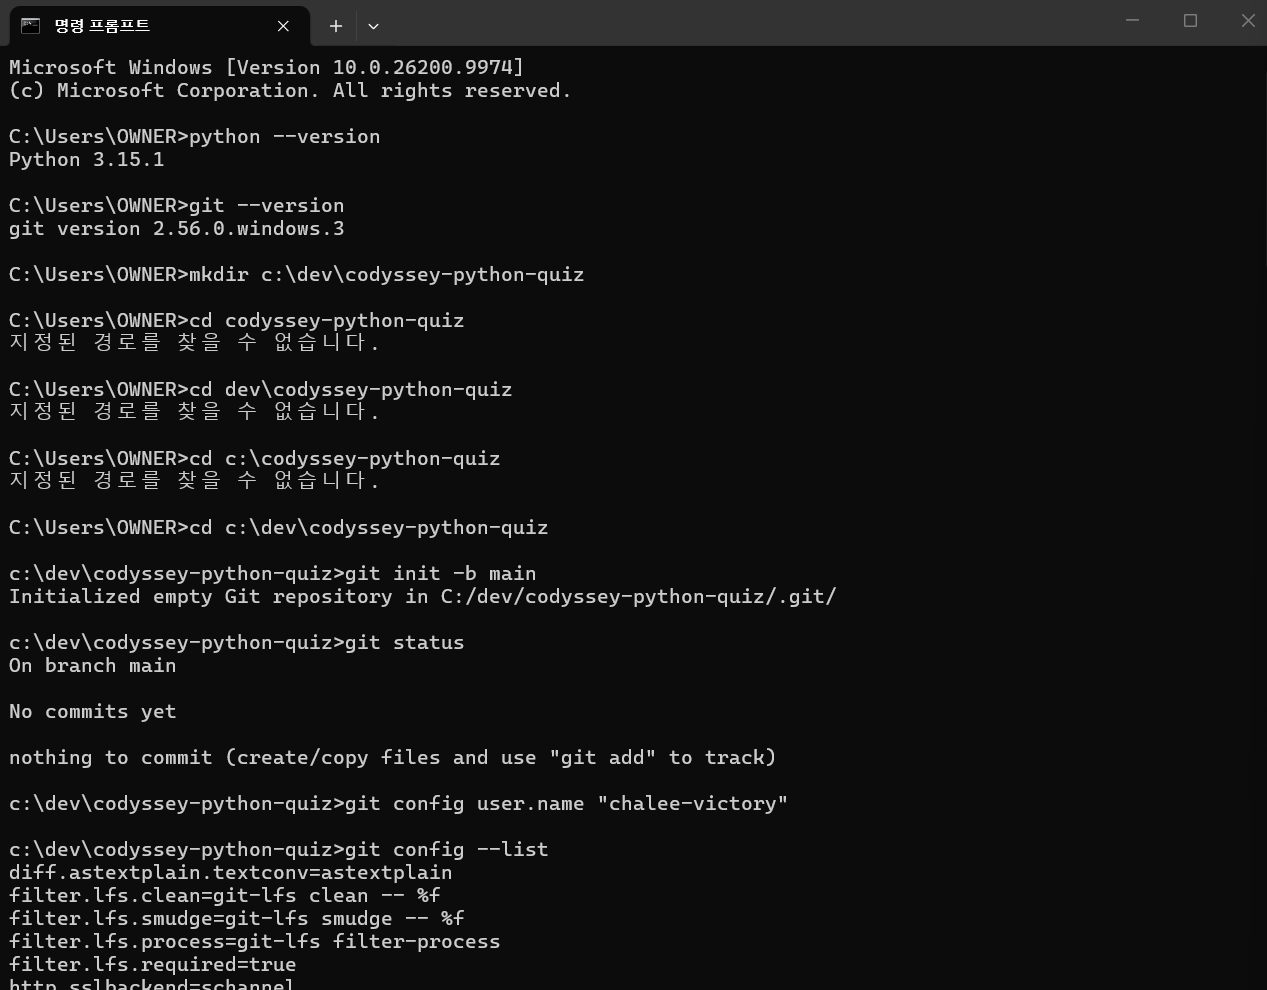 명령 프롬프트
Microsoft Windows [Version 10.0.26200.9974]
(c) Microsoft Corporation. All rights reserved.
C:\Users\OWNER>python --version
Python 3.15.1
C:\Users\OWNER>git --version
git version 2.56.0.windows.3
C:\Users\OWNER>mkdir c:\dev\codyssey-python-quiz
C:\Users\OWNER>cd codyssey-python-quiz
지정된 경로를 찾을 수 없습니다.
C:\Users\OWNER>cd dev\codyssey-python-quiz
지정된 경로를 찾을 수 없습니다.
C:\Users\OWNER>cd c:\codyssey-python-quiz
지정된 경로를 찾을 수 없습니다.
C:\Users\OWNER>cd c:\dev\codyssey-python-quiz
c:\dev\codyssey-python-quiz>git init -b main
Initialized empty Git repository in C:/dev/codyssey-python-quiz/.git/
c:\dev\codyssey-python-quiz>git status
On branch main
No commits yet
nothing to commit (create/copy files and use "git add" to track)
c:\dev\codyssey-python-quiz>git config user.name "chalee-victory"
c:\dev\codyssey-python-quiz>git config --list
diff.astextplain.textconv=astextplain
filter.lfs.clean=git-lfs clean -- %f
filter.lfs.smudge=git-lfs smudge -- %f
filter.lfs.process=git-lfs filter-process
filter.lfs.required=true
http.sslbackend=schannel